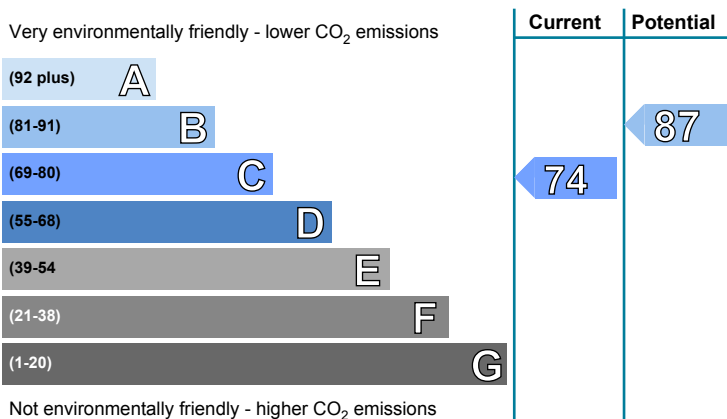 Very environmentally friendly - lower CO2 emissions
Current
Potential
(92 plus) A
(81-91) B
87
(69-80) C
74
(55-68) D
(39-54 E
(21-38) F
(1-20) G
Not environmentally friendly - higher CO2 emissions